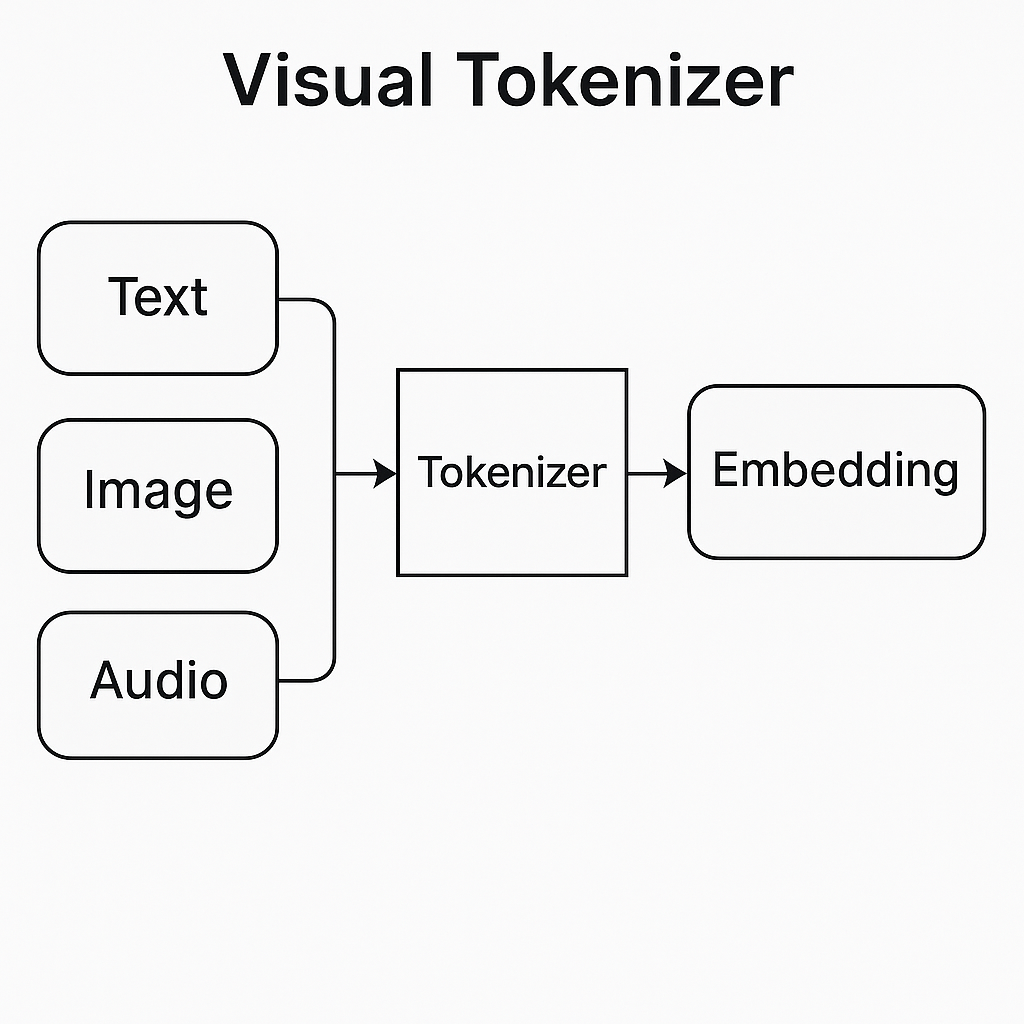 Visual Tokenizer
Text
Image
Audio
Tokenizer
Embedding